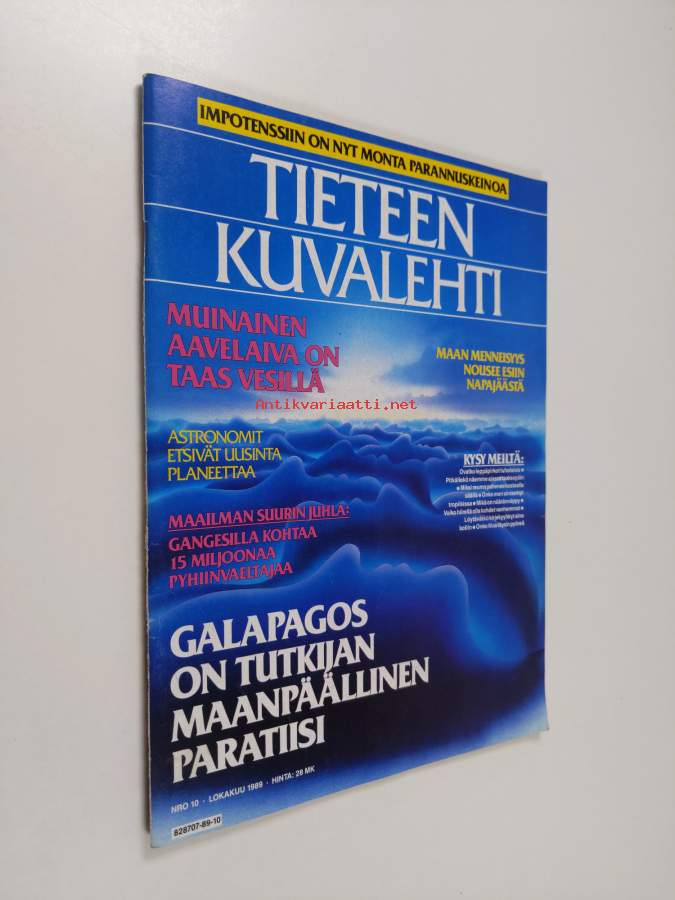 IMPOTENSSIIN ON NYT MONTA PARANNUSKEINOA
TIETEEN
KUVALEHTI
MUINAINEN
AAVELAIVA ON
TAAS VESILLÄ
MAAN MENNEISYYS
NOUSEE ESIIN
NAPAJÄÄSTÄ
Antikvariaatti.net
ASTRONOMIT
ETSIVÄT UUSINTA
PLANEETTAA
KYSY MEILTÄ:
MAAILMAN SUURIN JUHLA:
GANGESILLA KOHTAA
15 MILJOONAA
PYHIINVAELTAJAA
GALAPAGOS
ON TUTKIJAN
MAANPÄÄLLINEN
PARATIISI
NRO 10 · LOKAKUU 1989 · HINTA: 28 MK
828707-89-10